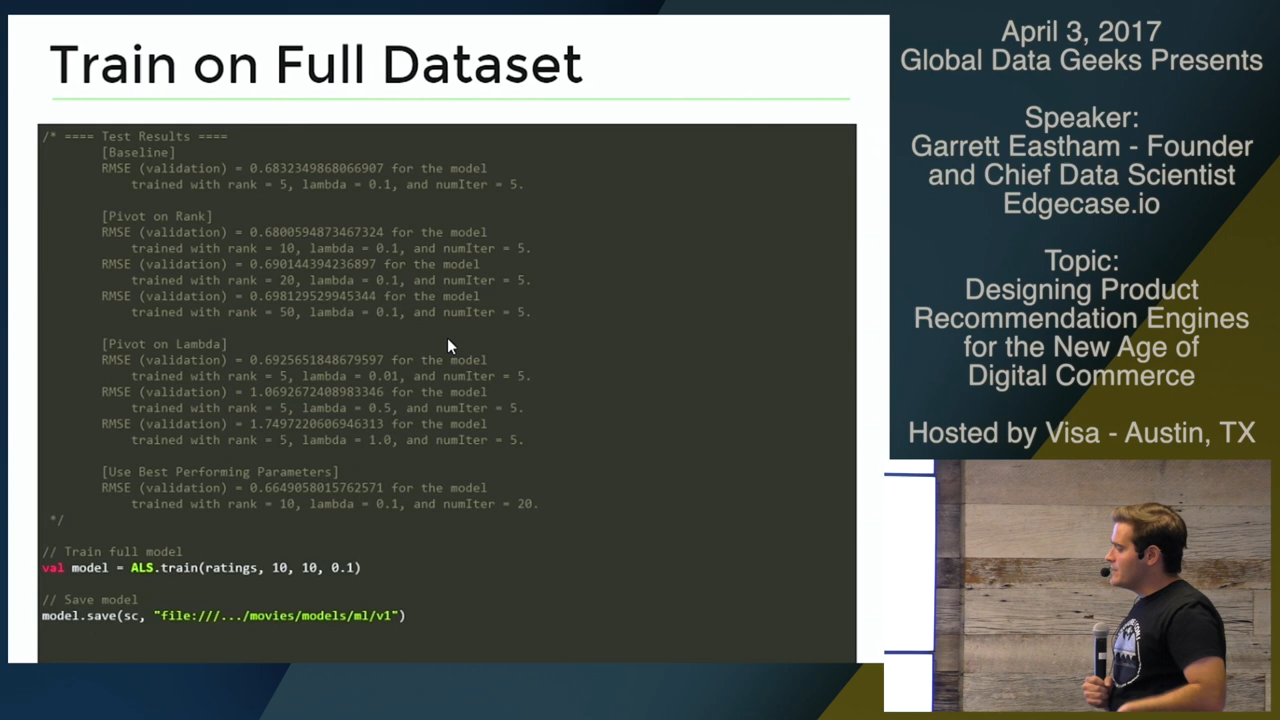 Train on Full Dataset
/* ==== Test Results ====
[Baseline]
RMSE (validation) = 0.6832349868066907 for the model
trained with rank = 5, lambda = 0.1, and numIter = 5.
[Pivot on Rank]
RMSE (validation) = 0.6800594873467324 for the model
trained with rank = 10, lambda = 0.1, and numIter = 5.
RMSE (validation) = 0.690144394236897 for the model
trained with rank = 20, lambda = 0.1, and numIter = 5.
RMSE (validation) = 0.698129529945344 for the model
trained with rank = 50, lambda = 0.1, and numIter = 5.
[Pivot on Lambda]
RMSE (validation) = 0.6925651848679597 for the model
trained with rank = 5, lambda = 0.01, and numIter = 5.
RMSE (validation) = 1.0692672408983346 for the model
trained with rank = 5, lambda = 0.5, and numIter = 5.
RMSE (validation) = 1.7497220606946313 for the model
trained with rank = 5, lambda = 1.0, and numIter = 5.
[Use Best Performing Parameters]
RMSE (validation) = 0.6649058015762571 for the model
trained with rank = 10, lambda = 0.1, and numIter = 20.
*/
// Train full model
val model = ALS.train(ratings, 10, 10, 0.1)
// Save model
model.save(sc, "file:///.../movies/models/ml/v1")
April 3, 2017
Global Data Geeks Presents
Speaker:
Garrett Eastham - Founder
and Chief Data Scientist
Edgecase.io
Topic:
Designing Product
Recommendation Engines
for the New Age of
Digital Commerce
Hosted by Visa - Austin, TX